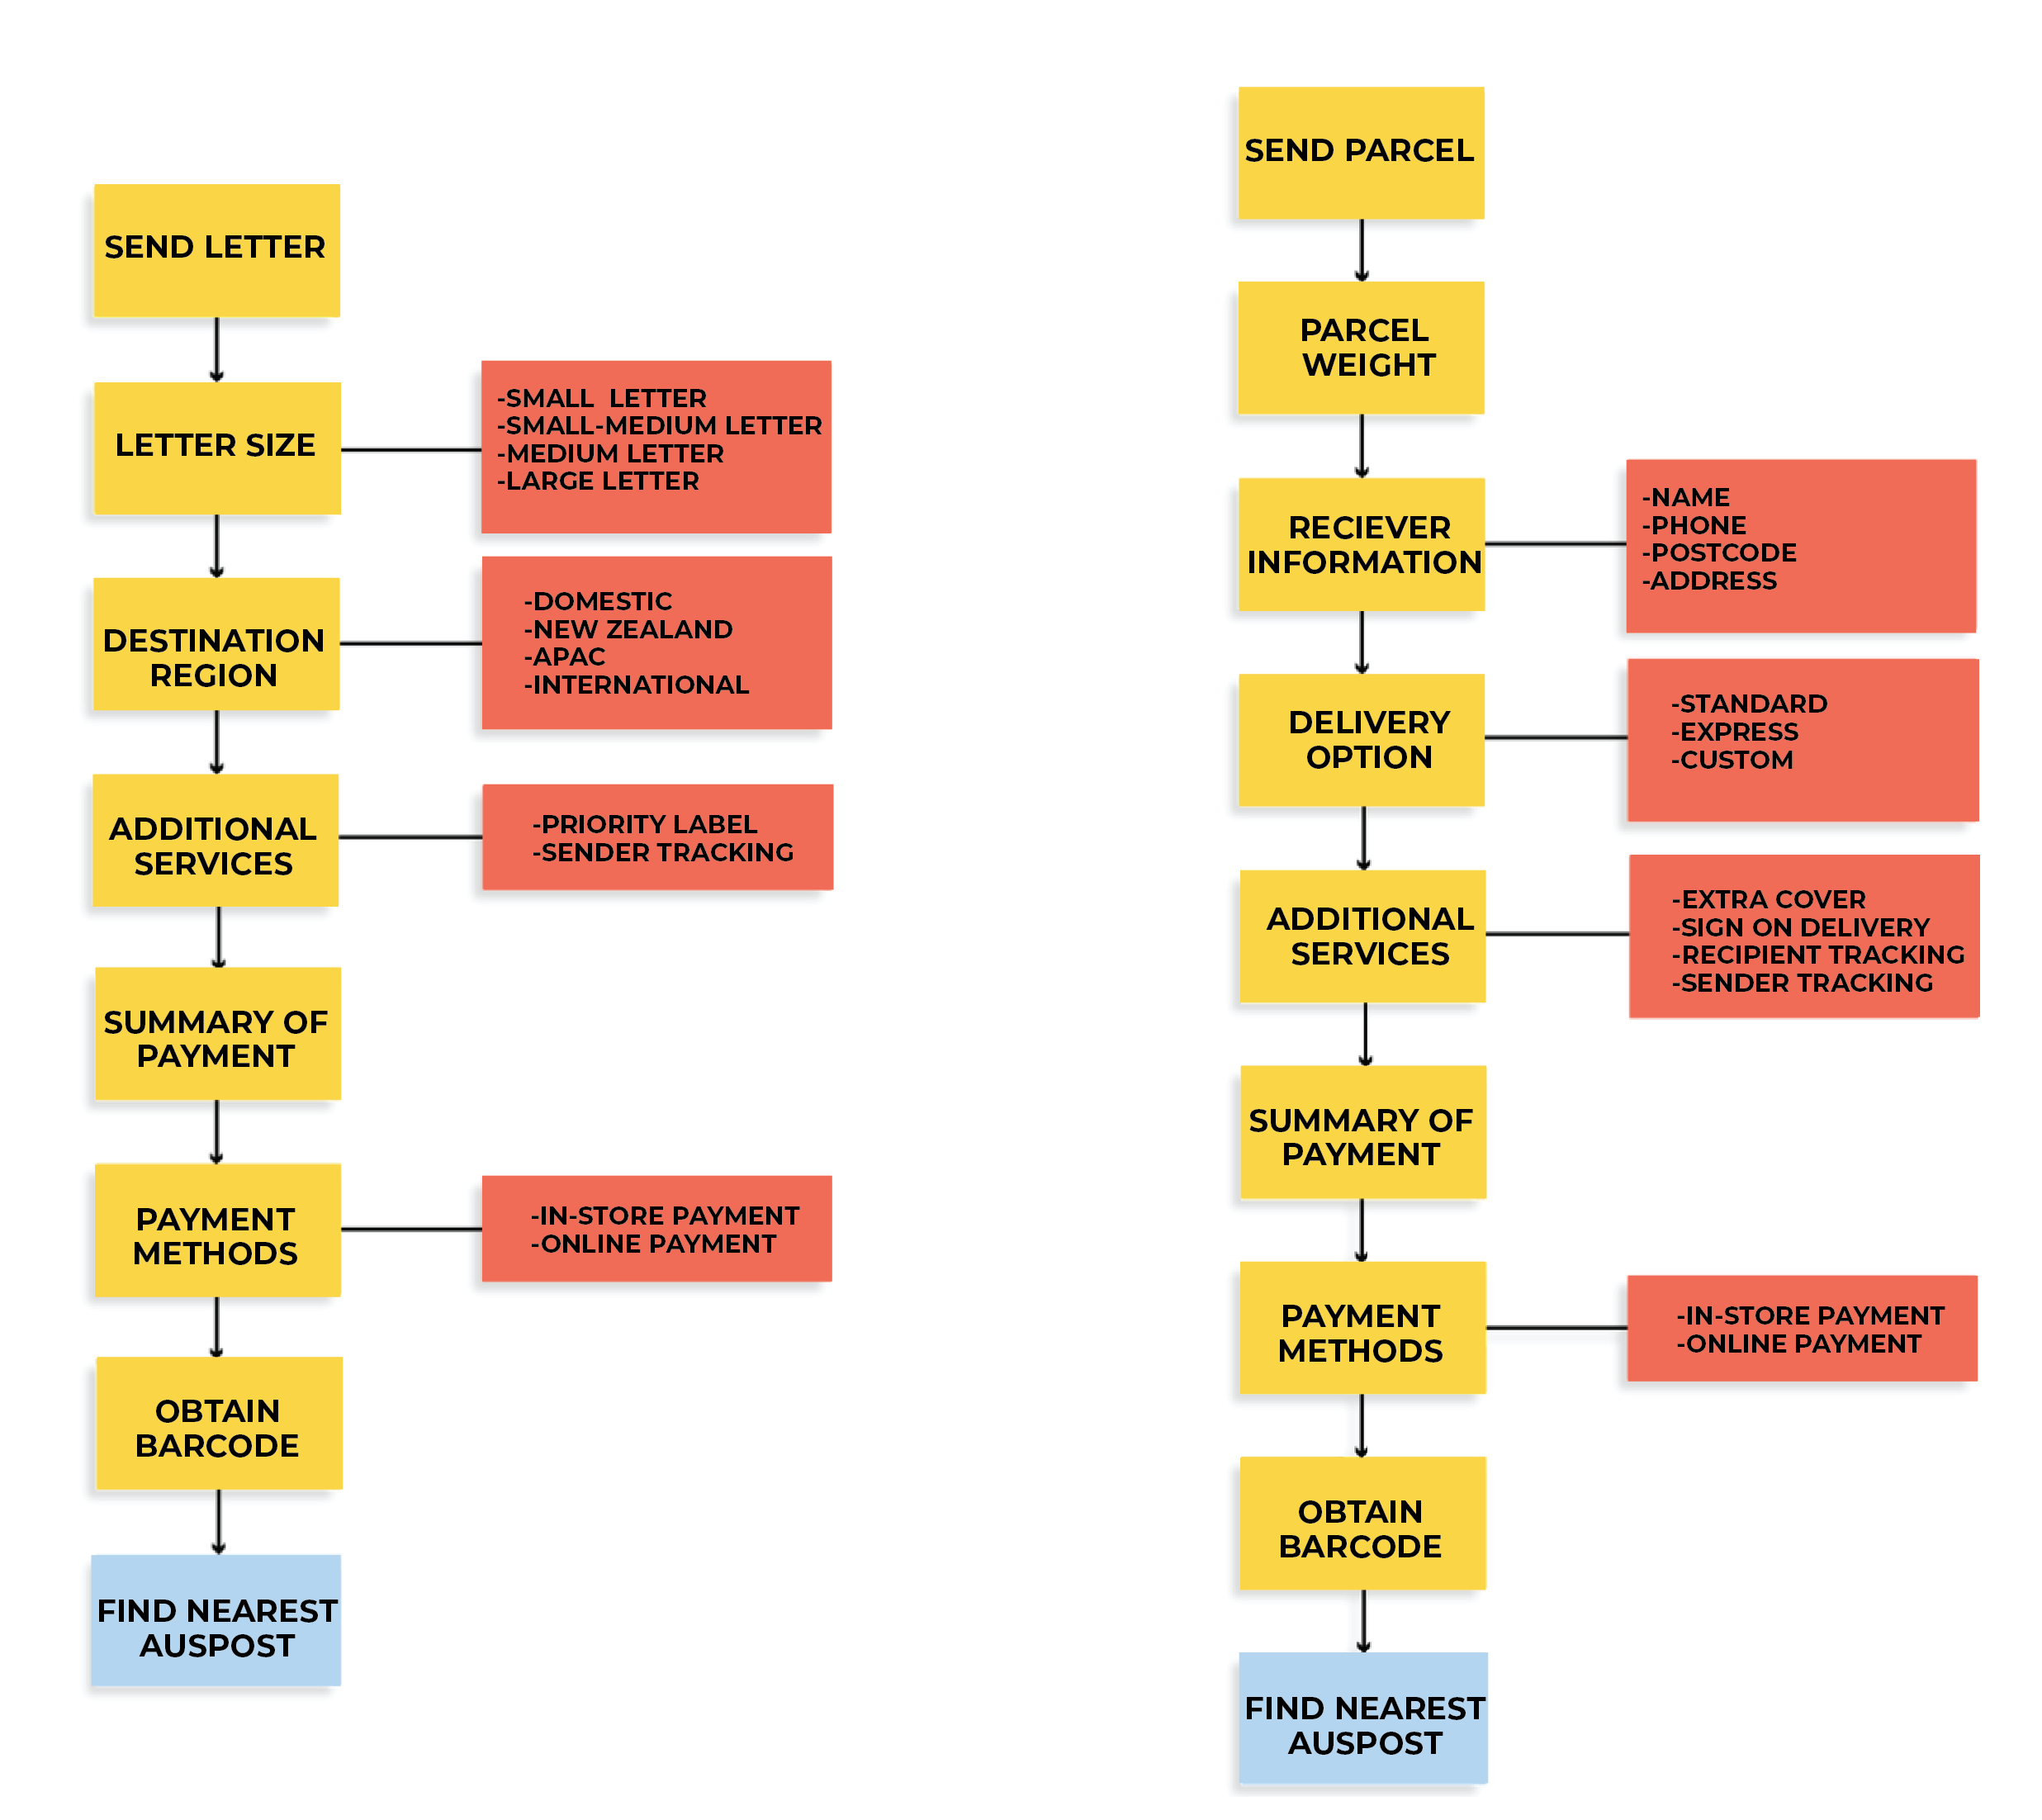 SEND LETTER
LETTER SIZE
-SMALL  LETTER
-SMALL-MEDIUM LETTER
-MEDIUM LETTER
-LARGE LETTER
DESTINATION
REGION
-DOMESTIC
-NEW ZEALAND
-APAC
-INTERNATIONAL
ADDITIONAL
SERVICES
-PRIORITY LABEL
-SENDER TRACKING
SUMMARY OF
PAYMENT
PAYMENT
METHODS
-IN-STORE PAYMENT
-ONLINE PAYMENT
OBTAIN
BARCODE
FIND NEAREST
AUSPOST
SEND PARCEL
PARCEL
WEIGHT
RECIEVER
INFORMATION
-NAME
-PHONE
-POSTCODE
-ADDRESS
DELIVERY
OPTION
-STANDARD
-EXPRESS
-CUSTOM
ADDITIONAL
SERVICES
-EXTRA COVER
-SIGN ON DELIVERY
-RECIPIENT TRACKING
-SENDER TRACKING
SUMMARY OF
PAYMENT
PAYMENT
METHODS
-IN-STORE PAYMENT
-ONLINE PAYMENT
OBTAIN
BARCODE
FIND NEAREST
AUSPOST